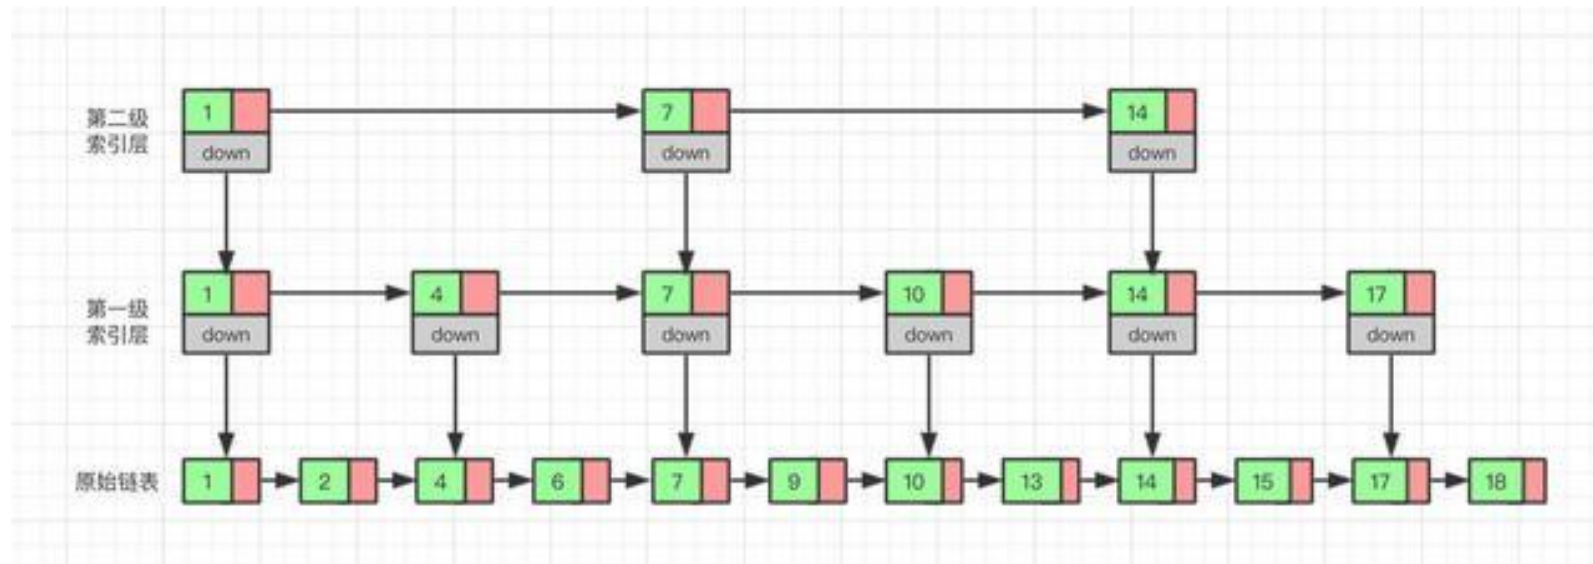 1 7 14
第二级
索引层
down down down
1 4 7 10 14 17
第一级
索引层
down down down down down down
原始链表 1 2 4 6 7 9 10 13 14 15 17 18